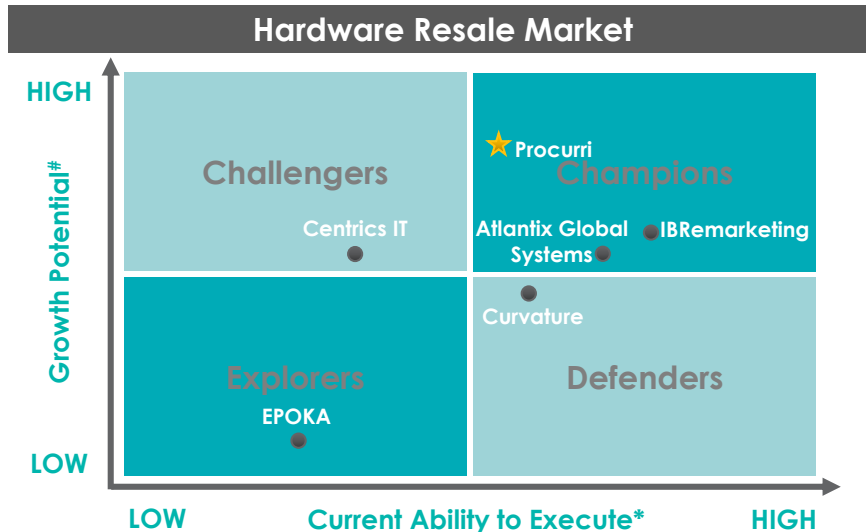 Hardware Resale Market
HIGH
Growth Potential#
LOW
Challengers
Centrics IT
Procurri
Champions
Atlantix Global
Systems
IBRemarketing
Explorers
EPOKA
Curvature
Defenders
LOW
Current Ability to Execute*
HIGH